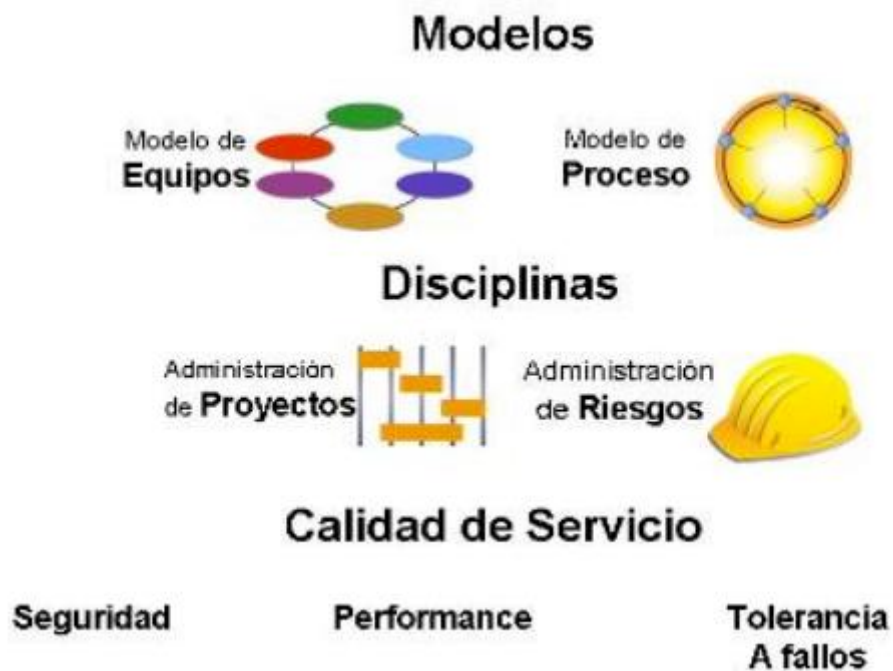 Modelos
Modelo de
Equipos
Modelo de
Proceso
Disciplinas
Administración
de Proyectos
Administración
de Riesgos
Calidad de Servicio
Seguridad
Performance
Tolerancia
A fallos